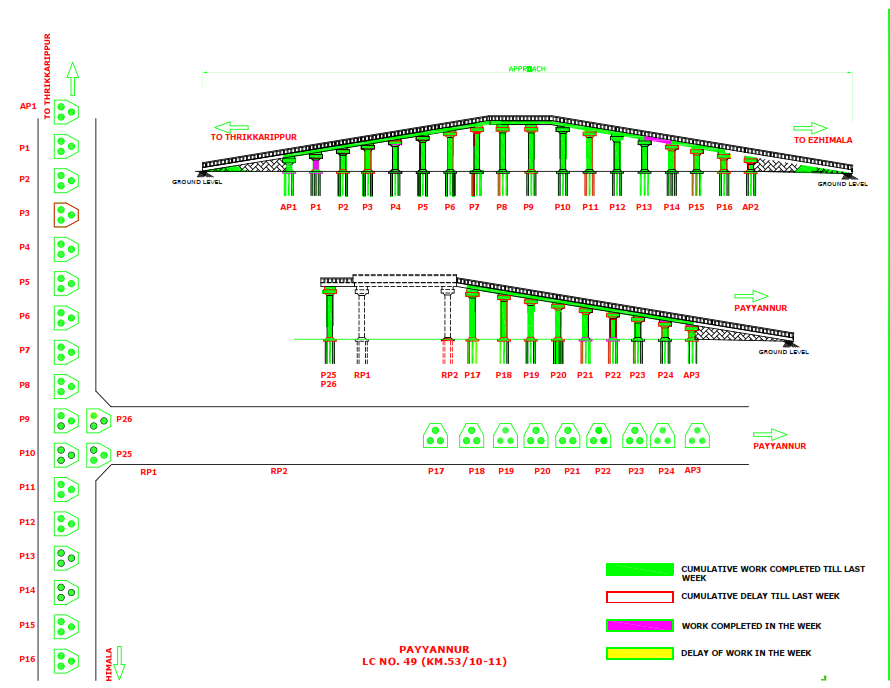 TO THRIKKARIPPUR
APPROACH
TO THRIKKARIPPUR
TO EZHIMALA
GROUND LEVEL
GROUND LEVEL
AP1 P1 P2 P3 P4 P5 P6 P7 P8 P9 P10 P11 P12 P13 P14 P15 P16 AP2
AP1
P1
P2
P3
P4
P5
P6
P7
P8
P9
P10
P11
P12
P13
P14
P15
P16
PAYYANNUR
GROUND LEVEL
P25 RP1 RP2 P17 P18 P19 P20 P21 P22 P23 P24 AP3
P26
P26
P25
PAYYANNUR
RP1 RP2 P17 P18 P19 P20 P21 P22 P23 P24 AP3
CUMULATIVE WORK COMPLETED TILL LAST
WEEK
CUMULATIVE DELAY TILL LAST WEEK
WORK COMPLETED IN THE WEEK
DELAY OF WORK IN THE WEEK
HIMALA
PAYYANNUR
LC NO. 49 (KM.53/10-11)